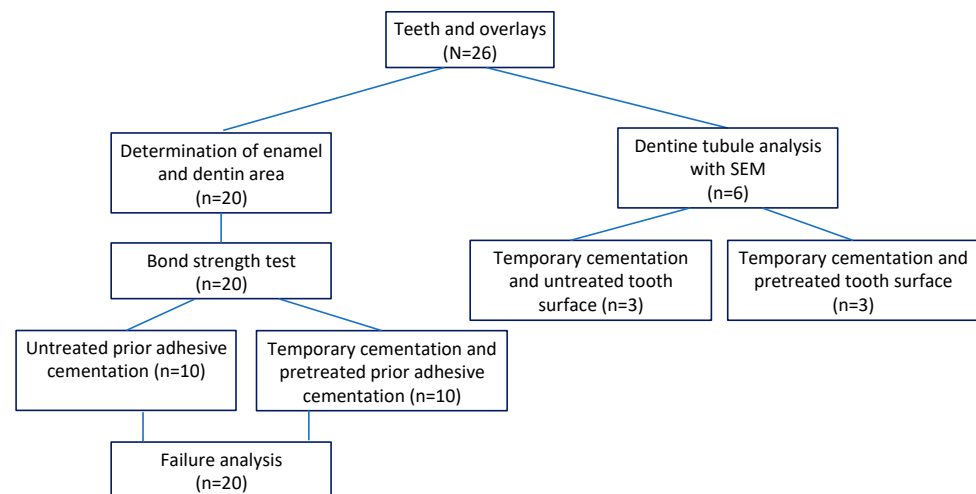 Teeth and overlays
(N=26)
Determination of enamel
and dentin area
(n=20)
Dentine tubule analysis
with SEM
(n=6)
Bond strength test
(n=20)
Temporary cementation
and untreated tooth
surface (n=3)
Temporary cementation and
pretreated tooth surface
(n=3)
Untreated prior adhesive
cementation (n=10)
Temporary cementation and
pretreated prior adhesive
cementation (n=10)
Failure analysis
(n=20)